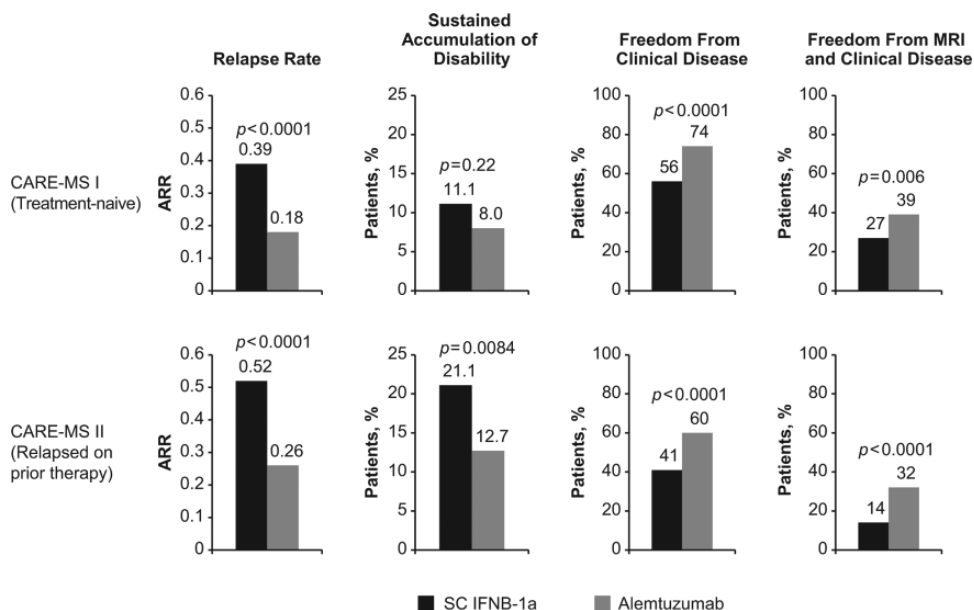 Relapse Rate
Sustained
Accumulation of
Disability
Freedom From
Clinical Disease
Freedom From MRI
and Clinical Disease
CARE-MS I
(Treatment-naive)
ARR
0.6
0.5
0.4
0.3
0.2
0.1
0
p<0.0001
0.39
0.18
Patients, %
25
20
15
10
5
0
p=0.22
11.1
8.0
Patients, %
100
80
60
40
20
0
p<0.0001
56
74
Patients, %
100
80
60
40
20
0
p=0.006
27
39
CARE-MS II
(Relapsed on
prior therapy)
ARR
0.6
0.5
0.4
0.3
0.2
0.1
0
p<0.0001
0.52
0.26
Patients, %
25
20
15
10
5
0
p=0.0084
21.1
12.7
Patients, %
100
80
60
40
20
0
p<0.0001
41
60
Patients, %
100
80
60
40
20
0
p<0.0001
14
32
SC IFNB-1a
Alemtuzumab